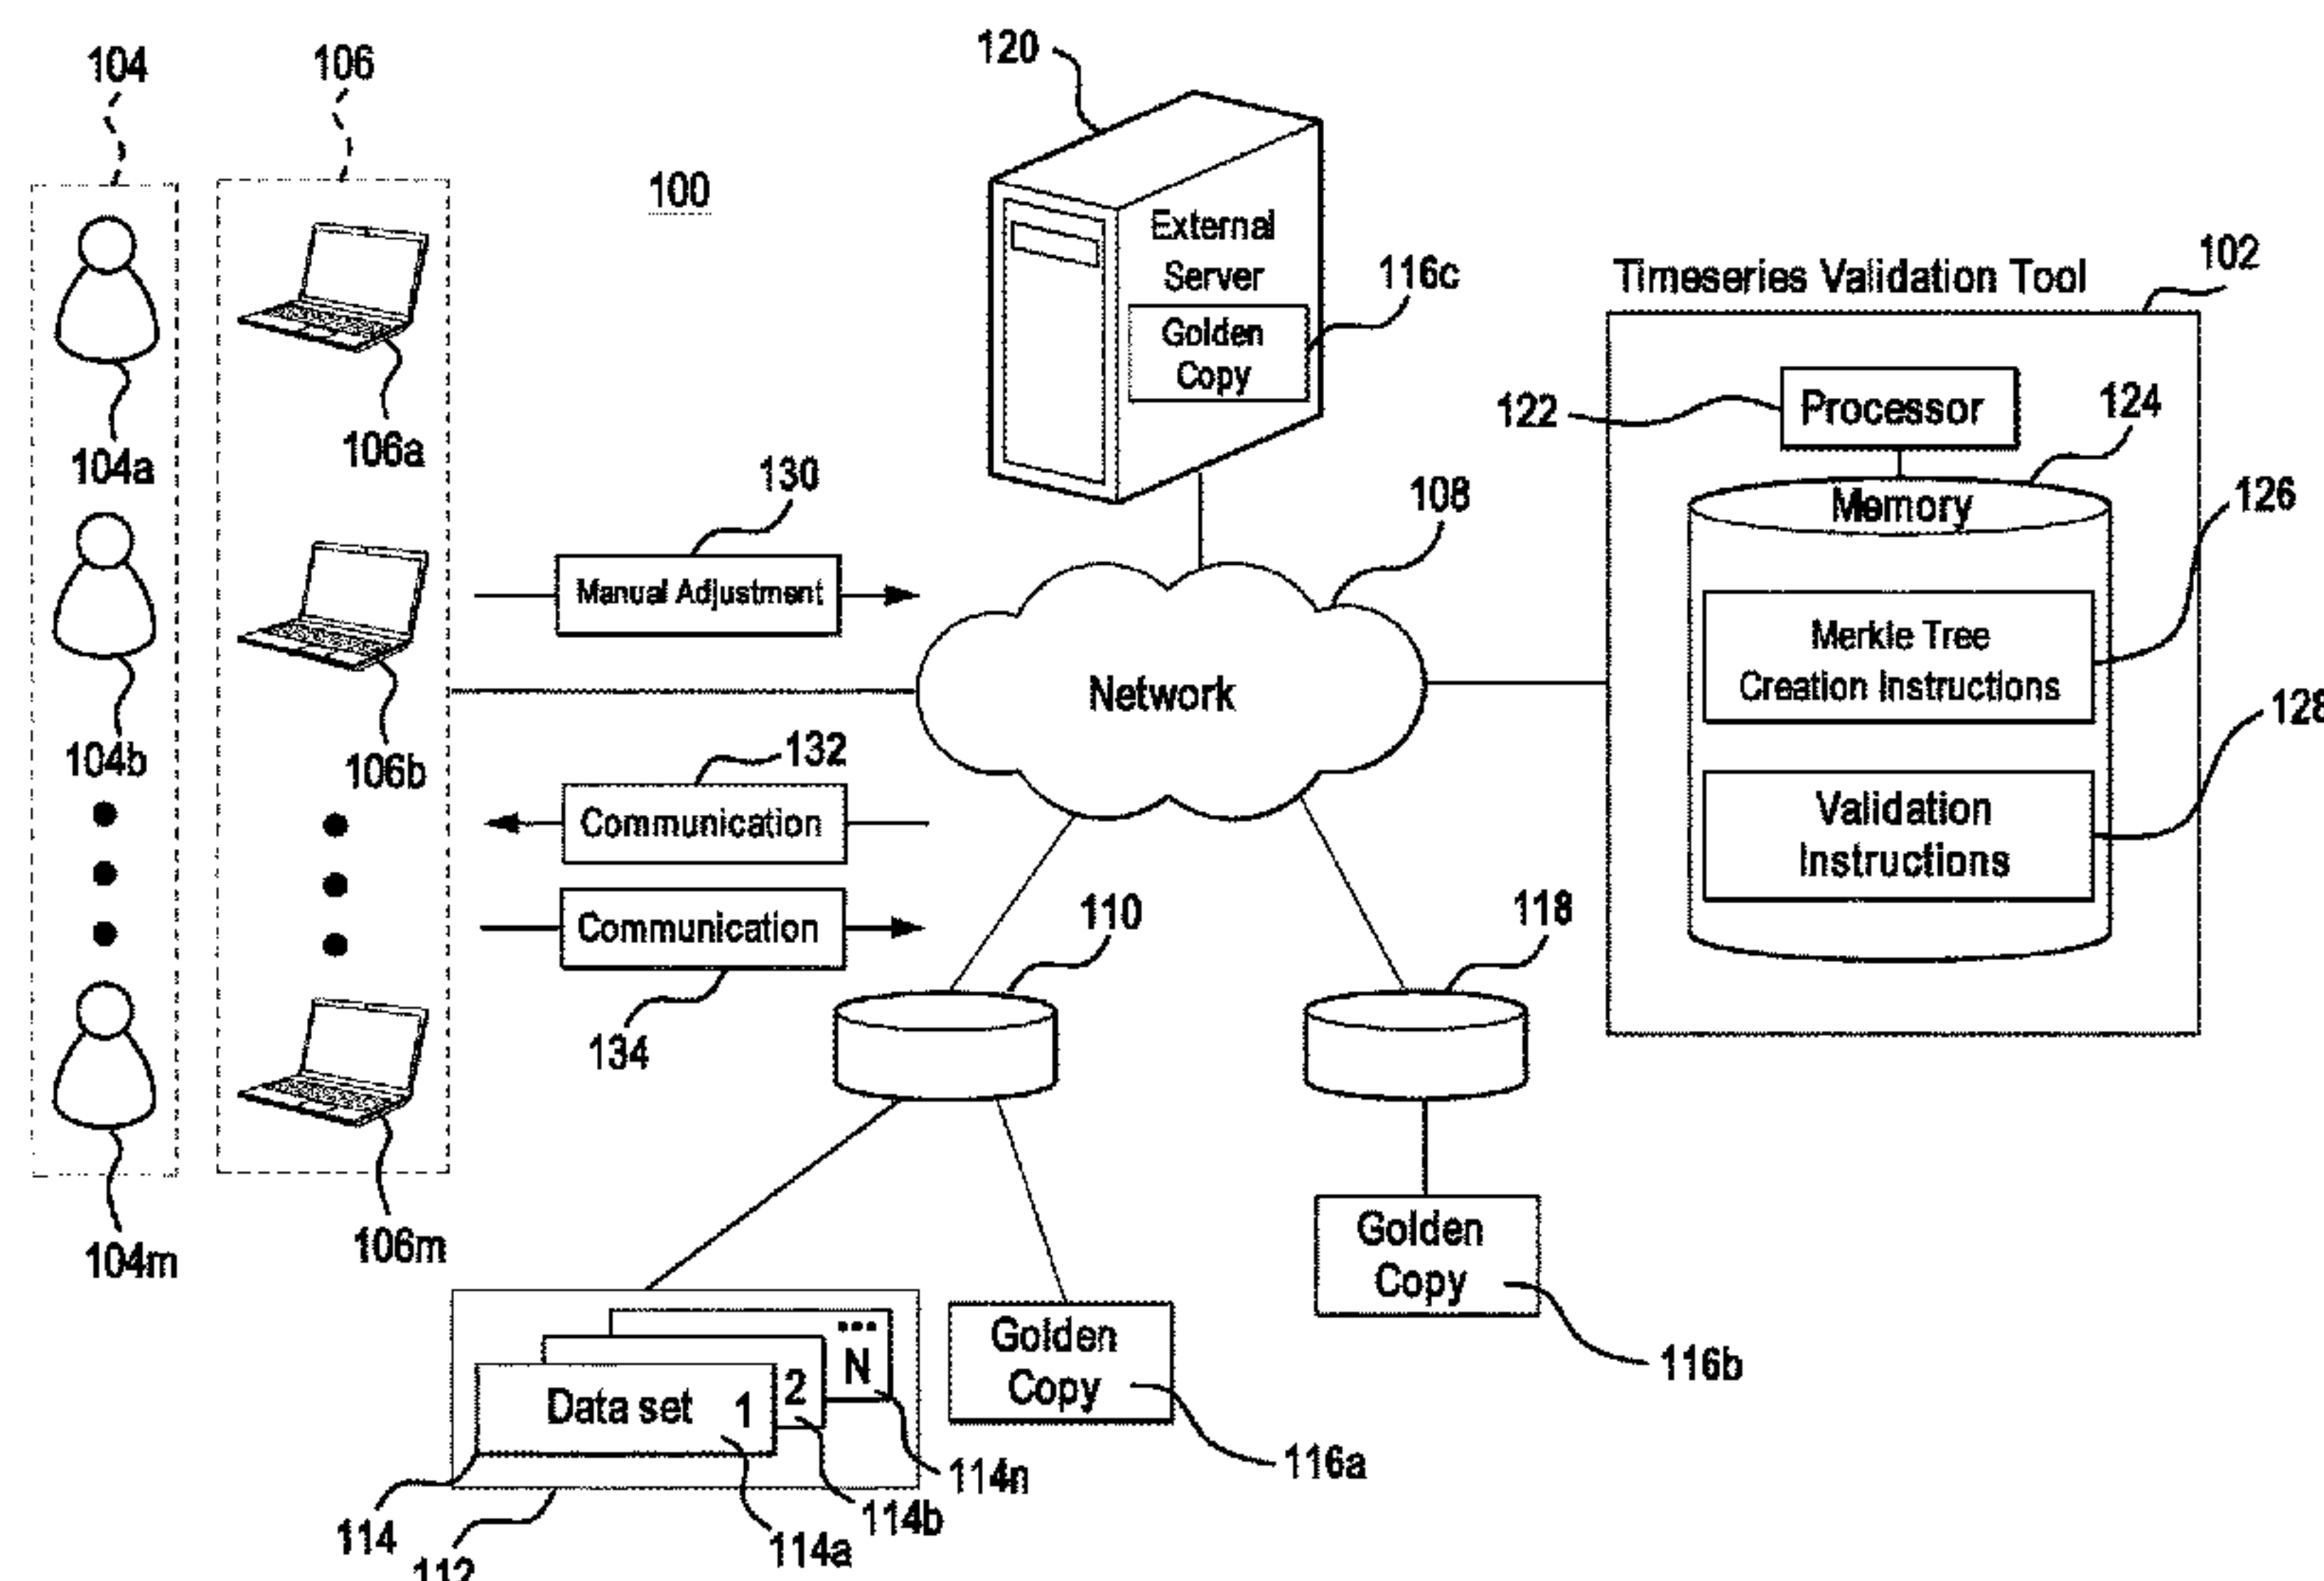 104
106
120
100
External
Server
116c
Golden
Copy
102
Timeseries Validation Tool
122
Processor
124
Memory
126
Merkle Tree
Creation Instructions
128
Validation
Instructions
104a
106a
130
Manual Adjustment
108
Network
104b
106b
132
Communication
Communication
134
110
118
104m
106m
Golden
Copy
116b
Golden
Copy
116a
...
N
2
Data set 1
114n
114b
114a
114
112